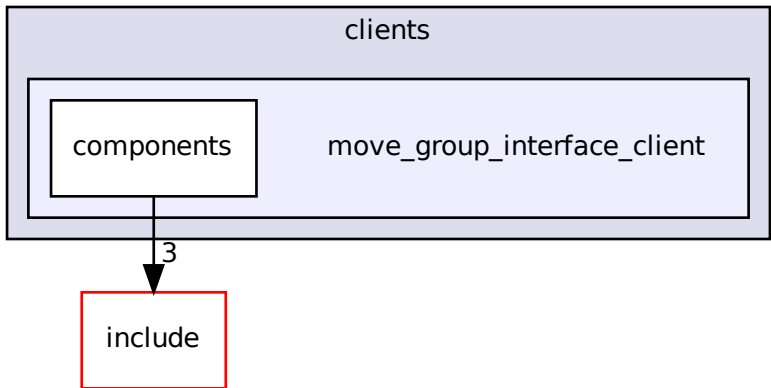 clients
components
move_group_interface_client
3
include